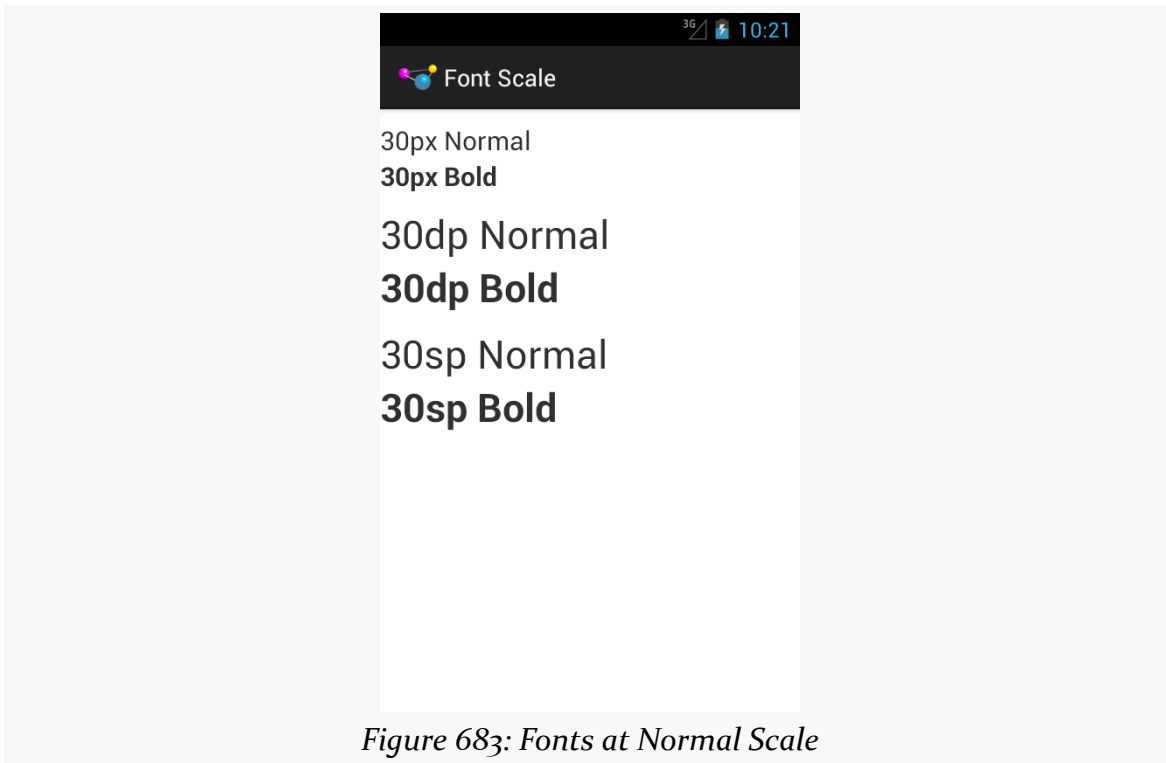 3G 10:21
Font Scale
30px Normal
30px Bold
30dp Normal
30dp Bold
30sp Normal
30sp Bold
Figure 683: Fonts at Normal Scale